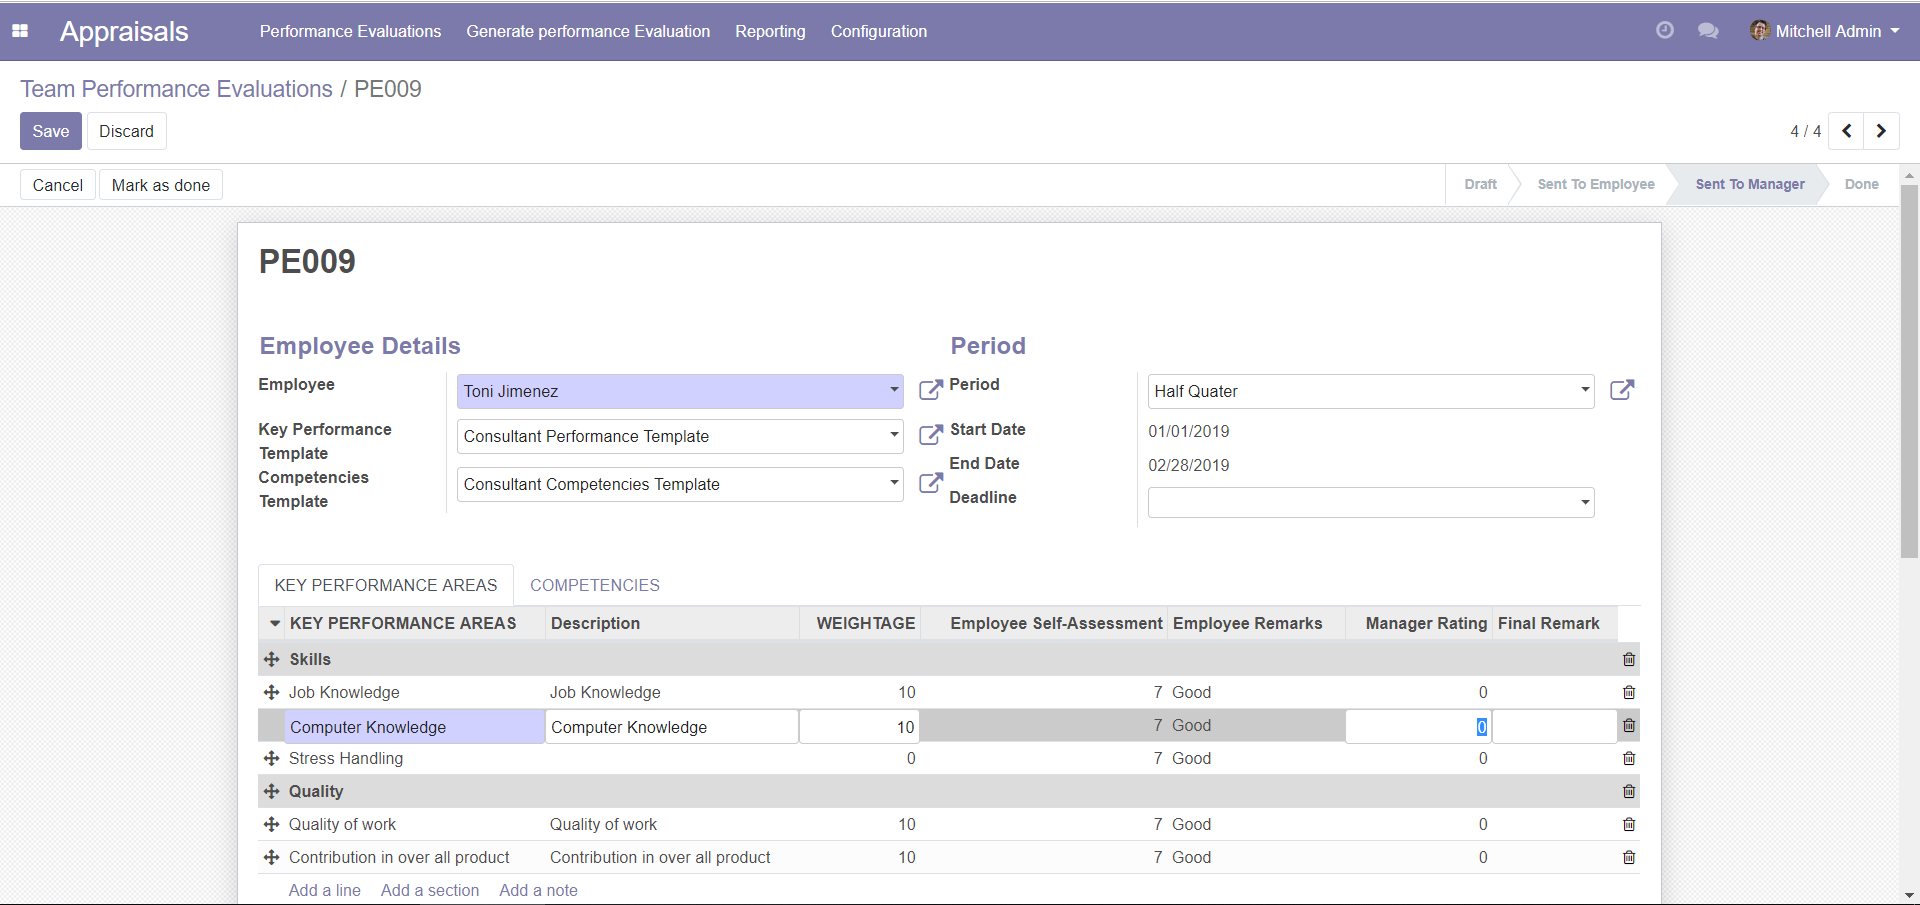 Appraisals Performance Evaluations Generate performance Evaluation Reporting Configuration Mitchell Admin
Team Performance Evaluations / PE009
Save Discard 4 / 4
Cancel Mark as done Draft Sent To Employee Sent To Manager Done
PE009
Employee Details
Employee Toni Jimenez
Key Performance Template Consultant Performance Template
Competencies Template Consultant Competencies Template
Period
Period Half Quater
Start Date 01/01/2019
End Date 02/28/2019
Deadline
KEY PERFORMANCE AREAS COMPETENCIES
KEY PERFORMANCE AREAS Description WEIGHTAGE Employee Self-Assessment Employee Remarks Manager Rating Final Remark
Skills
Job Knowledge Job Knowledge 10 7 Good 0
Computer Knowledge Computer Knowledge 10 7 Good 0
Stress Handling 0 7 Good 0
Quality
Quality of work Quality of work 10 7 Good 0
Contribution in over all product Contribution in over all product 10 7 Good 0
Add a line Add a section Add a note